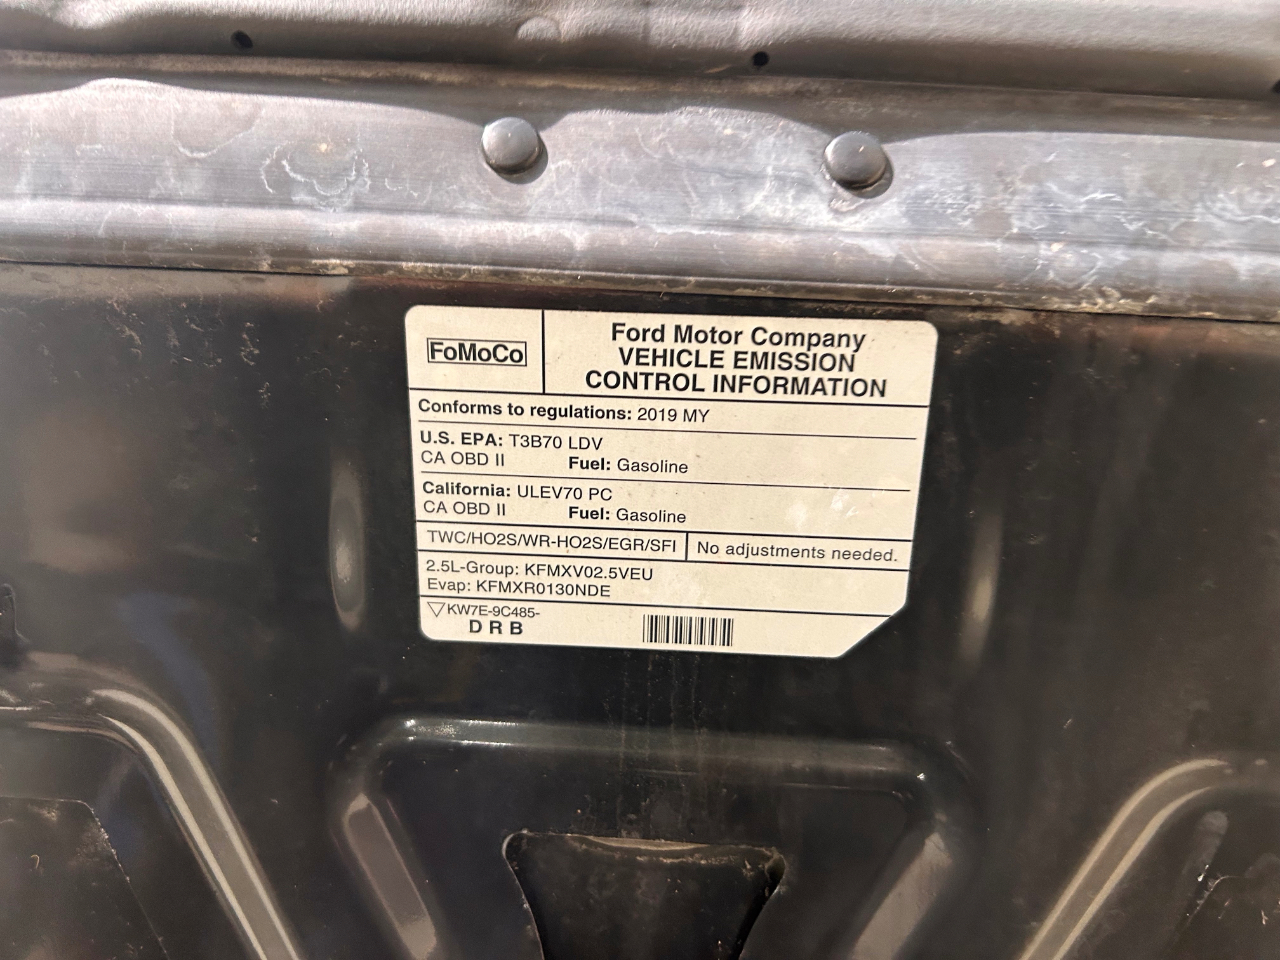 FoMoCo
Ford Motor Company
VEHICLE EMISSION
CONTROL INFORMATION
Conforms to regulations: 2019 MY
U.S. EPA: T3B70 LDV
CA OBD II Fuel: Gasoline
California: ULEV70 PC
CA OBD II Fuel: Gasoline
TWC/HO2S/WR-HO2S/EGR/SFI No adjustments needed.
2.5L-Group: KFMXV02.5VEU
Evap: KFMXR0130NDE
▽KW7E-9C485-
D R B